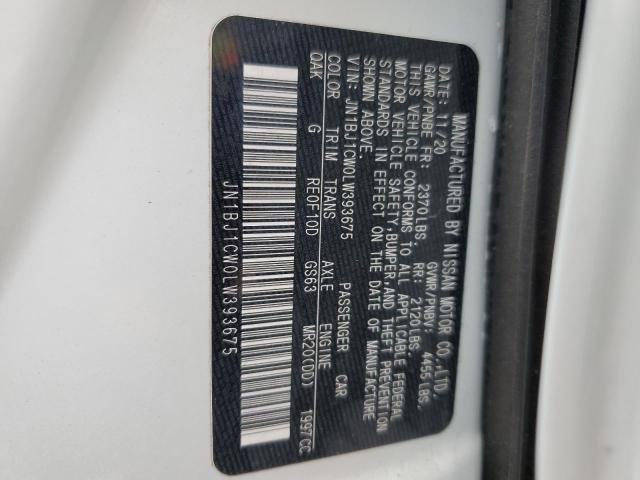 MANUFACTURED BY NISSAN MOTOR CO.,LTD.
DATE: 11/20 GVWR/PNBV: 4455LBS.
GAWR/PNBE FR: 2370LBS. RR: 2120LBS.
THIS VEHICLE CONFORMS TO ALL APPLICABLE FEDERAL
MOTOR VEHICLE SAFETY,BUMPER,AND THEFT PREVENTION
STANDARDS IN EFFECT ON THE DATE OF MANUFACTURE
SHOWN ABOVE.
VIN: JN1BJ1CW0LW393675 PASSENGER CAR
COLOR TRIM TRANS AXLE ENGINE
QAK G RE0F10D GS63 MR20(DD) 1997CC
JN1BJ1CW0LW393675